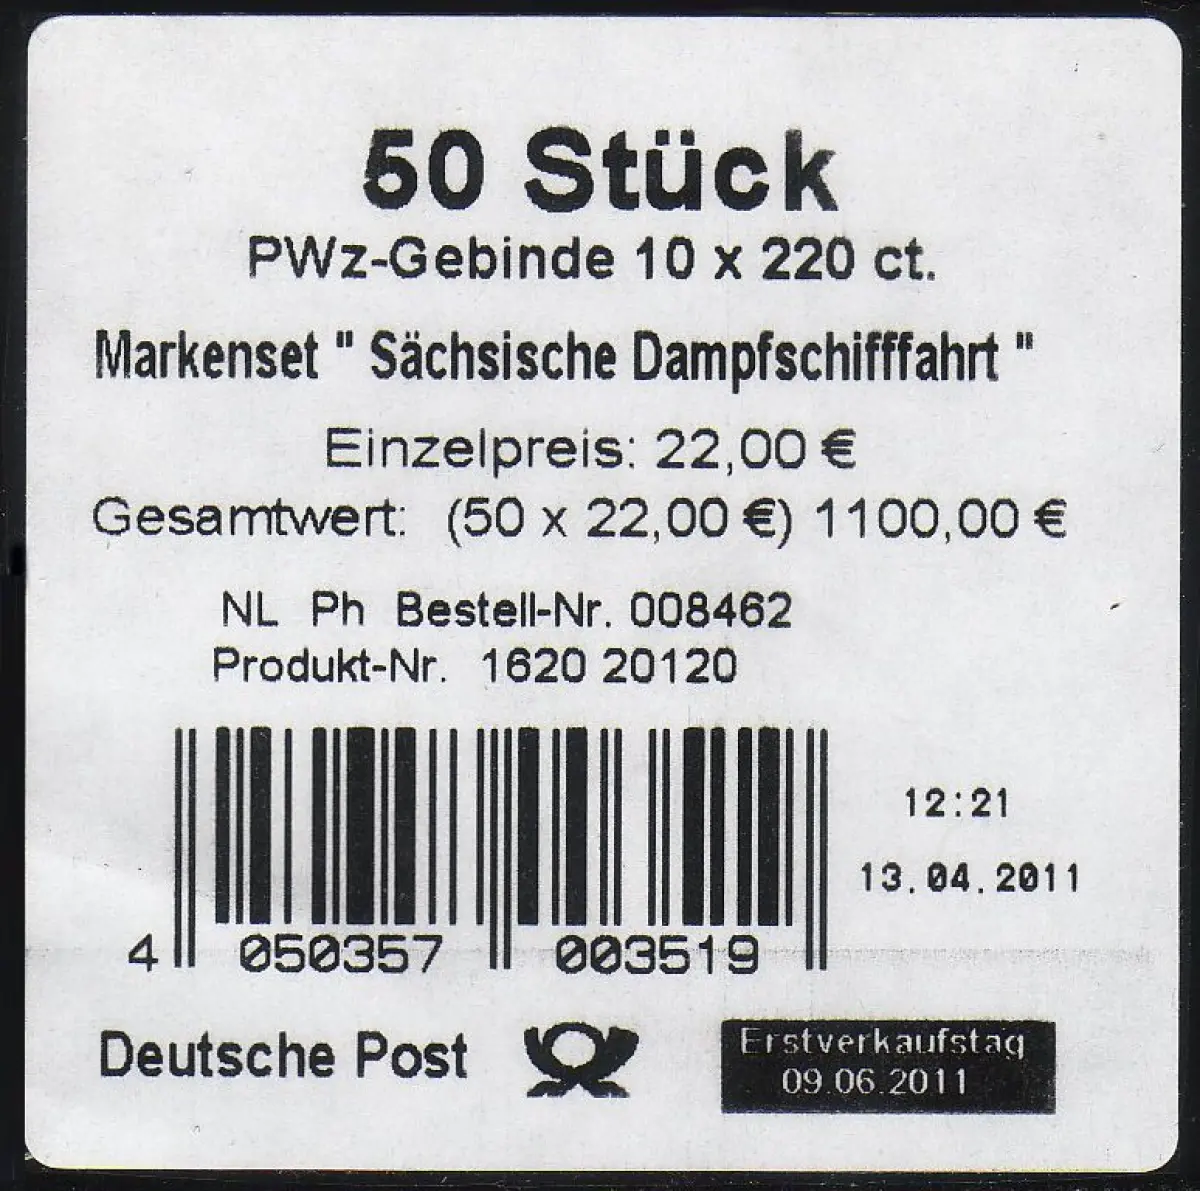 50 Stück
PWz-Gebinde 10 x 220 ct.
Markenset " Sächsische Dampfschifffahrt "
Einzelpreis: 22,00 €
Gesamtwert: (50 x 22,00 €) 1100,00 €
NL Ph Bestell-Nr. 008462
Produkt-Nr. 1620 20120
12:21
13.04.2011
4 050357 003519
Deutsche Post
Erstverkaufstag
09.06.2011